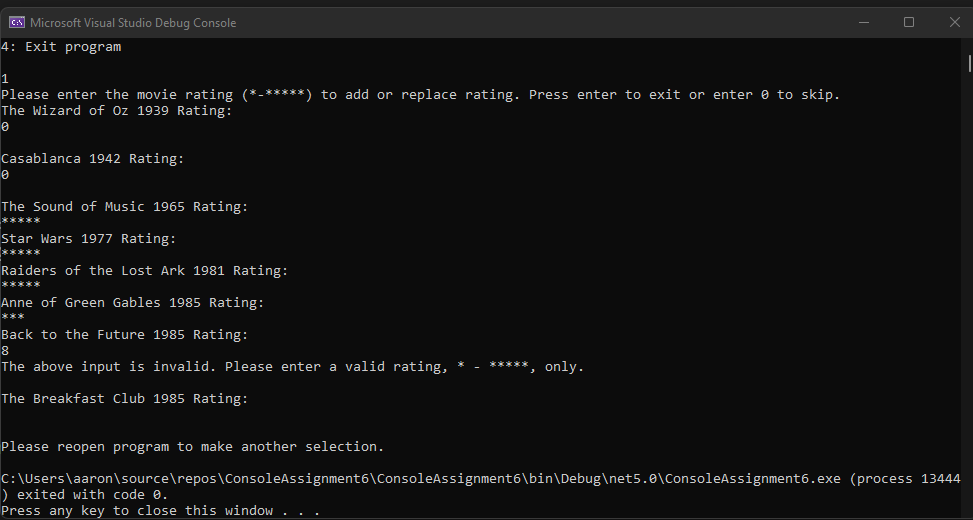 Microsoft Visual Studio Debug Console
4: Exit program
1
Please enter the movie rating (*-*****) to add or replace rating. Press enter to exit or enter 0 to skip.
The Wizard of Oz 1939 Rating:
0
Casablanca 1942 Rating:
0
The Sound of Music 1965 Rating:
*****
Star Wars 1977 Rating:
*****
Raiders of the Lost Ark 1981 Rating:
*****
Anne of Green Gables 1985 Rating:
***
Back to the Future 1985 Rating:
8
The above input is invalid. Please enter a valid rating, * - *****, only.
The Breakfast Club 1985 Rating:
Please reopen program to make another selection.
C:\Users\aaron\source\repos\ConsoleAssignment6\ConsoleAssignment6\bin\Debug\net5.0\ConsoleAssignment6.exe (process 13444
) exited with code 0.
Press any key to close this window . . .